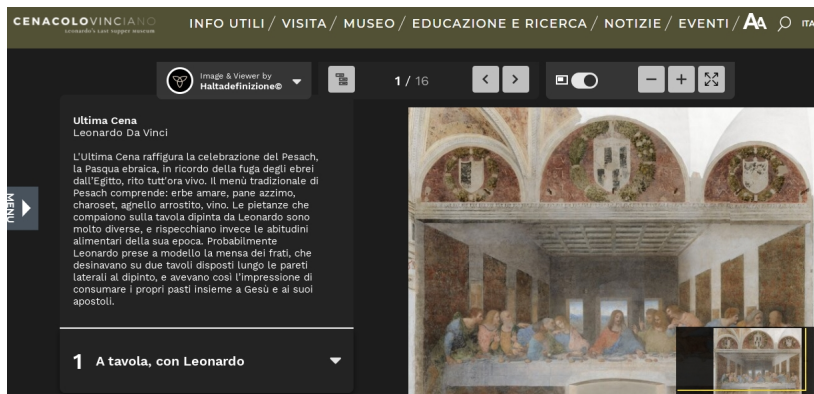 CENACOLOVINCIANO
Leonardo's Last Supper museum
INFO UTILI / VISITA / MUSEO / EDUCAZIONE E RICERCA / NOTIZIE / EVENTI / AA ITA
Image & Viewer by
Haltadefinizione©
1 / 16
Ultima Cena
Leonardo Da Vinci
L'Ultima Cena raffigura la celebrazione del Pesach,
la Pasqua ebraica, in ricordo della fuga degli ebrei
dall'Egitto, rito tutt'ora vivo. Il menù tradizionale di
Pesach comprende: erbe amare, pane azzimo,
charoset, agnello arrostito, vino. Le pietanze che
compaiono sulla tavola dipinta da Leonardo sono
molto diverse, e rispecchiano invece le abitudini
alimentari della sua epoca. Probabilmente
Leonardo prese a modello la mensa dei frati, che
desinavano su due tavoli disposti lungo le pareti
laterali al dipinto, e avevano così l'impressione di
consumare i propri pasti insieme a Gesù e ai suoi
apostoli.
MENU
1 A tavola, con Leonardo